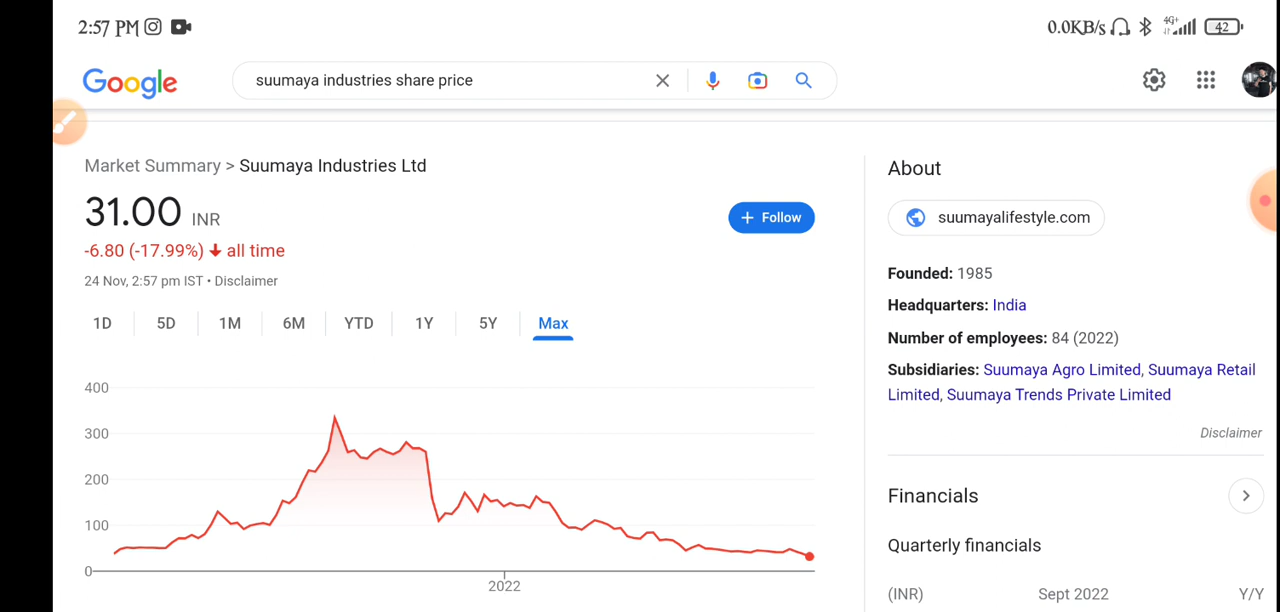 2:57 PM
0.0KB/s 4G+ 42
Google
suumaya industries share price
Market Summary > Suumaya Industries Ltd
31.00 INR
+ Follow
-6.80 (-17.99%) ↓ all time
24 Nov, 2:57 pm IST • Disclaimer
1D 5D 1M 6M YTD 1Y 5Y Max
400
300
200
100
0
2022
About
suumayalifestyle.com
Founded: 1985
Headquarters: India
Number of employees: 84 (2022)
Subsidiaries: Suumaya Agro Limited, Suumaya Retail
Limited, Suumaya Trends Private Limited
Disclaimer
Financials
Quarterly financials
(INR) Sept 2022 Y/Y